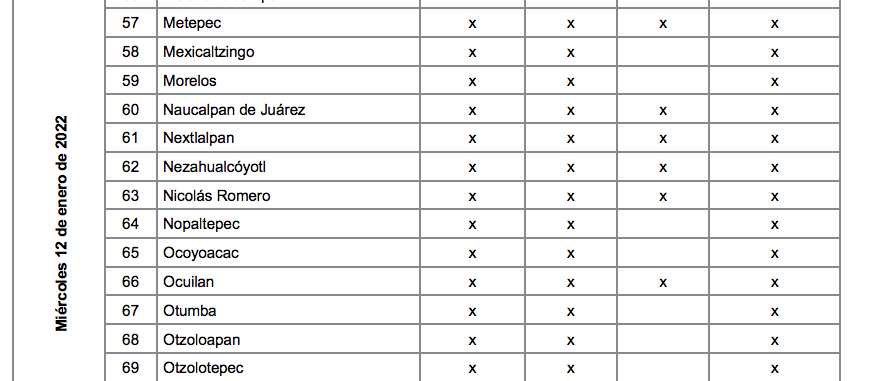 Miércoles 12 de enero de 2022
57 Metepec x x x x
58 Mexicaltzingo x x x
59 Morelos x x x
60 Naucalpan de Juárez x x x x
61 Nextlalpan x x x x
62 Nezahualcóyotl x x x x
63 Nicolás Romero x x x x
64 Nopaltepec x x x
65 Ocoyoacac x x x
66 Ocuilan x x x x
67 Otumba x x x
68 Otzoloapan x x x
69 Otzolotepec x x x